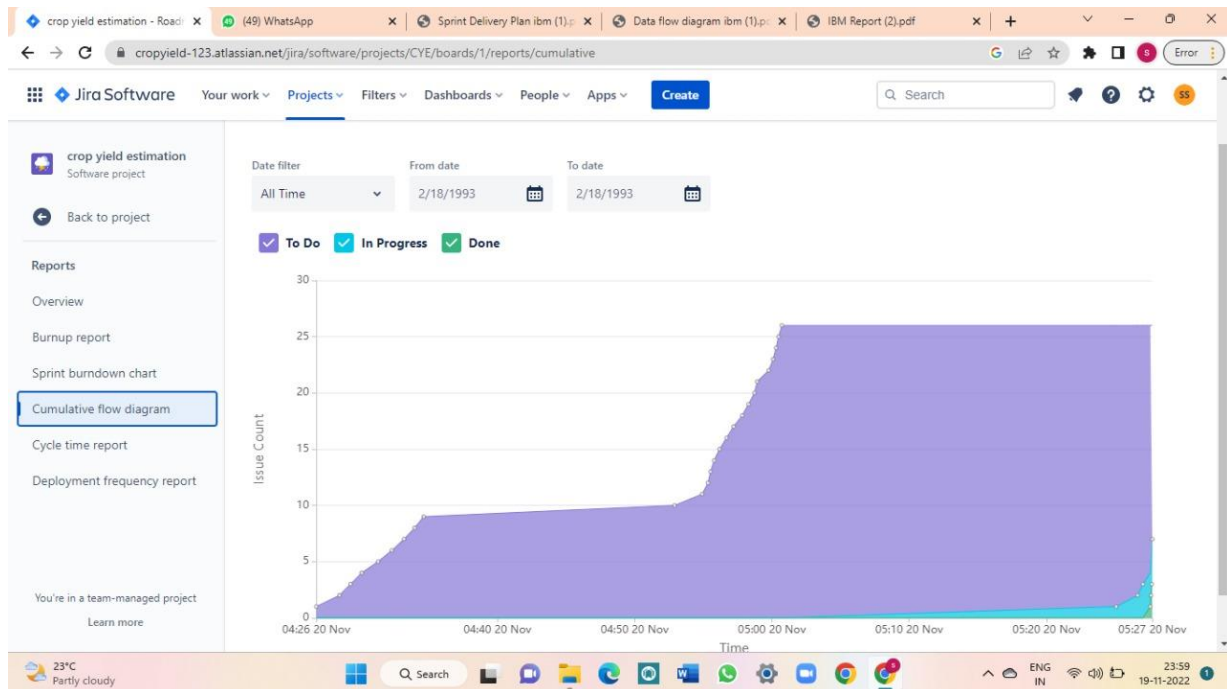 crop yield estimation - Road
(49) WhatsApp
Sprint Delivery Plan ibm (1).p
Data flow diagram ibm (1).pd
IBM Report (2).pdf
cropyield-123.atlassian.net/jira/software/projects/CYE/boards/1/reports/cumulative
Error
Jira Software
Your work
Projects
Filters
Dashboards
People
Apps
Create
Search
SS
crop yield estimation
Software project
Back to project
Reports
Overview
Burnup report
Sprint burndown chart
Cumulative flow diagram
Cycle time report
Deployment frequency report
You're in a team-managed project
Learn more
Date filter
From date
To date
All Time
2/18/1993
2/18/1993
To Do
In Progress
Done
30
25
20
15
10
5
0
Issue Count
04:26 20 Nov
04:40 20 Nov
04:50 20 Nov
05:00 20 Nov
05:10 20 Nov
05:20 20 Nov
05:27 20 Nov
Time
23°C
Partly cloudy
Search
ENG
IN
23:59
19-11-2022